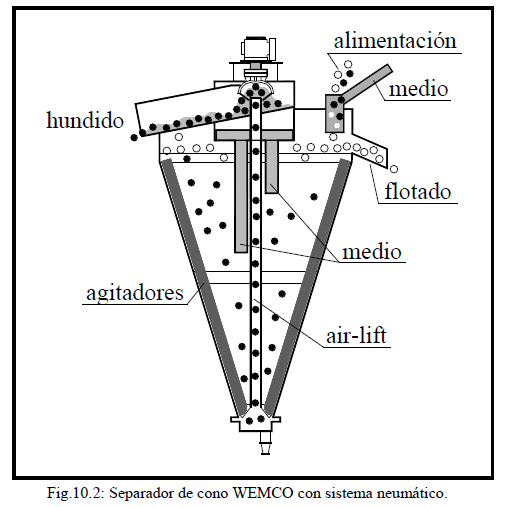 alimentación
medio
hundido
flotado
medio
agitadores
air-lift
Fig.10.2: Separador de cono WEMCO con sistema neumático.